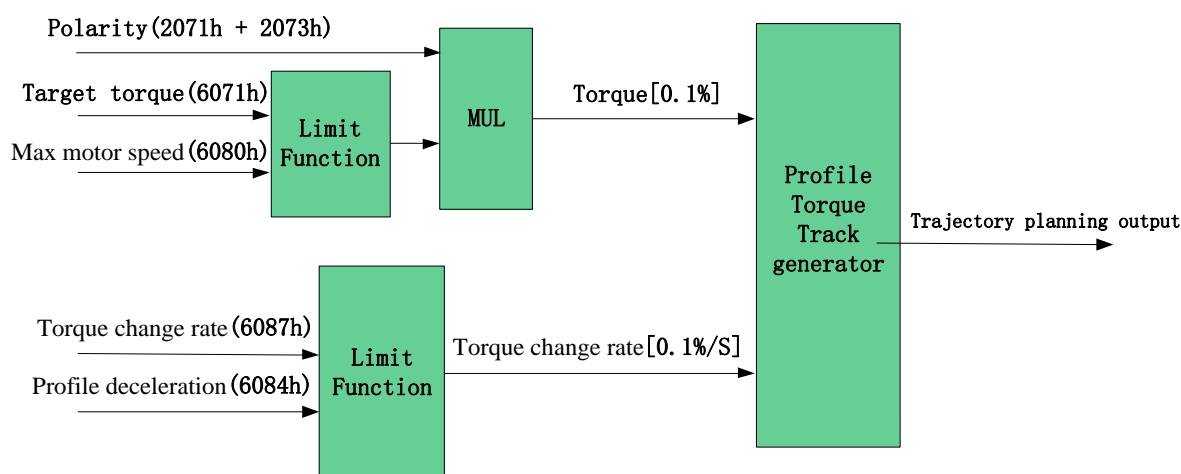 Polarity(2071h + 2073h)
Target torque(6071h)
Max motor speed(6080h)
Limit
Function
MUL
Torque[0.1%]
Profile
Torque
Track
generator
Trajectory planning output
Torque change rate(6087h)
Profile deceleration(6084h)
Limit
Function
Torque change rate[0.1%/S]